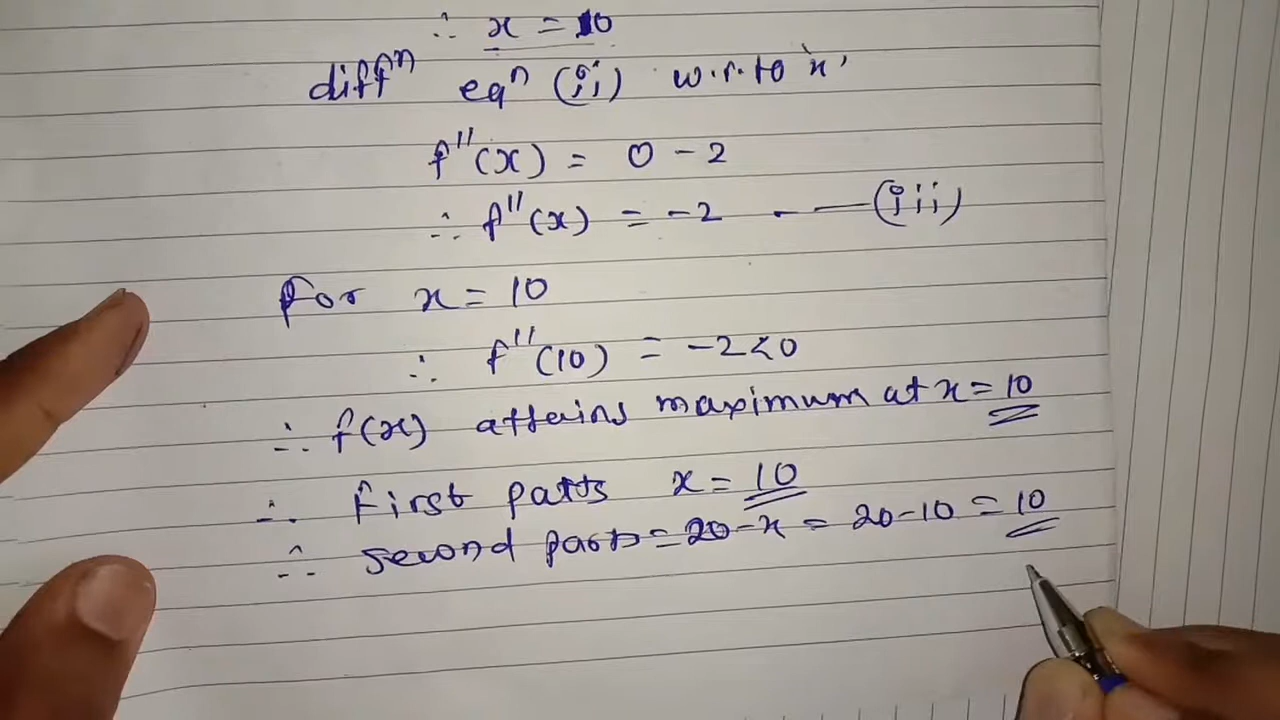 ∴ x = 10
diffⁿ eqⁿ (ii) w.r.to 'x'
f''(x) = 0 - 2
∴ f''(x) = -2 - —(iii)
For x = 10
∴ f''(10) = -2<0
∴ f(x) attains maximum at x = 10
∴ First parts x = 10
∴ second parts = 20-x = 20-10 = 10